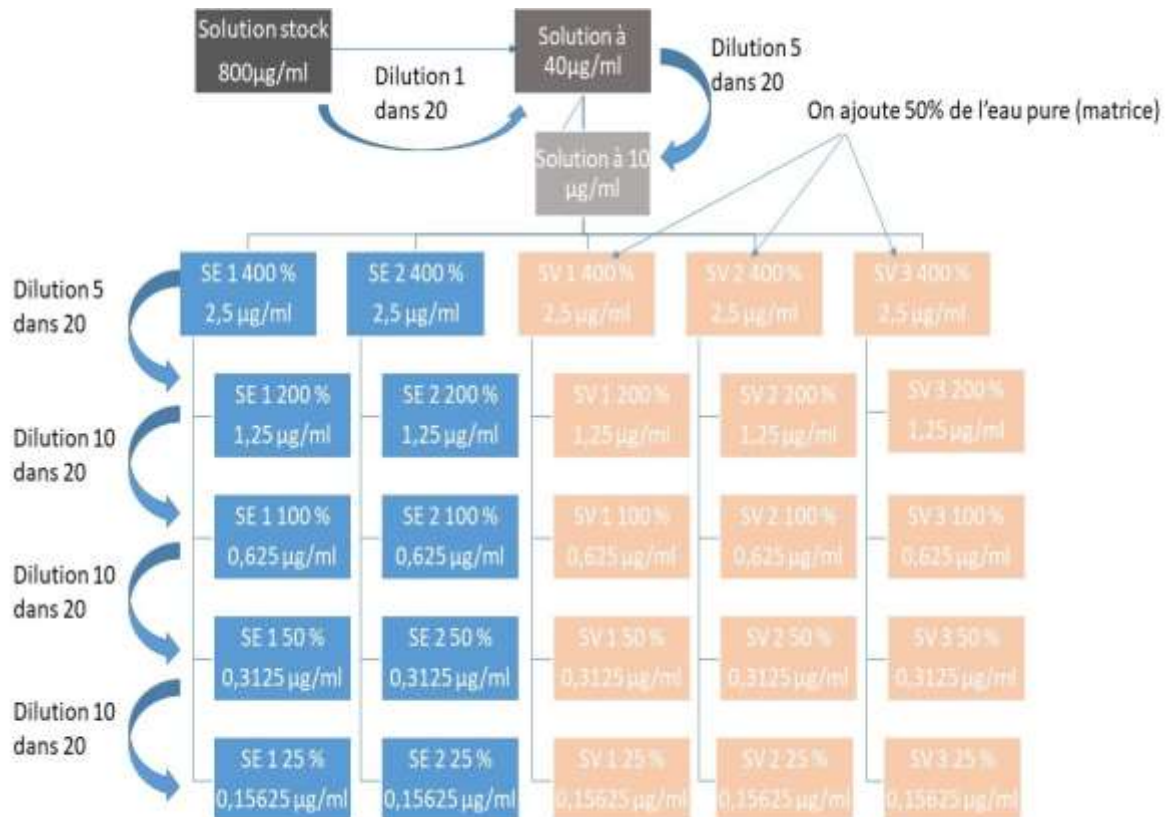 Solution stock
800µg/ml
Solution à
40µg/ml
Dilution 1
dans 20
Dilution 5
dans 20
On ajoute 50% de l'eau pure (matrice)
Solution à 10
µg/ml
SE 1 400 %
2,5 µg/ml
SE 2 400 %
2,5 µg/ml
SV 1 400 %
2,5 µg/ml
SV 2 400 %
2,5 µg/ml
SV 3 400 %
2,5 µg/ml
Dilution 5
dans 20
SE 1 200 %
1,25 µg/ml
SE 2 200 %
1,25 µg/ml
SV 1 200 %
1,25 µg/ml
SV 2 200 %
1,25 µg/ml
SV 3 200 %
1,25 µg/ml
Dilution 10
dans 20
SE 1 100 %
0,625 µg/ml
SE 2 100 %
0,625 µg/ml
SV 1 100 %
0,625 µg/ml
SV 2 100 %
0,625 µg/ml
SV 3 100 %
0,625 µg/ml
Dilution 10
dans 20
SE 1 50 %
0,3125 µg/ml
SE 2 50 %
0,3125 µg/ml
SV 1 50 %
0,3125 µg/ml
SV 2 50 %
0,3125 µg/ml
SV 3 50 %
0,3125 µg/ml
Dilution 10
dans 20
SE 1 25 %
0,15625 µg/ml
SE 2 25 %
0,15625 µg/ml
SV 1 25 %
0,15625 µg/ml
SV 2 25 %
0,15625 µg/ml
SV 3 25 %
0,15625 µg/ml